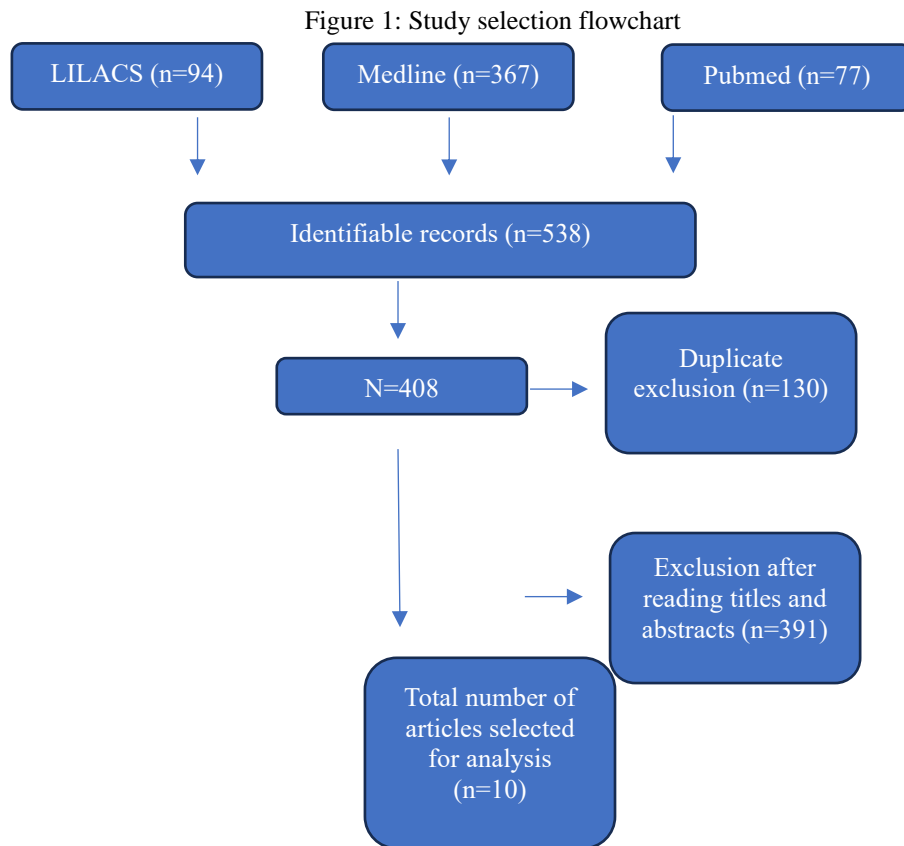 Figure 1: Study selection flowchart
LILACS (n=94)
Medline (n=367)
Pubmed (n=77)
Identifiable records (n=538)
N=408
Duplicate
exclusion (n=130)
Exclusion after
reading titles and
abstracts (n=391)
Total number of
articles selected
for analysis
(n=10)